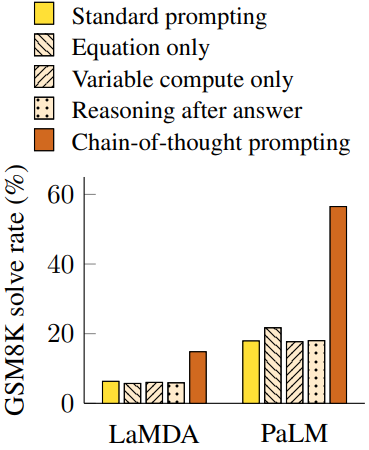 Standard prompting
Equation only
Variable compute only
Reasoning after answer
Chain-of-thought prompting
GSM8K solve rate (%)
60
40
20
0
LaMDA
PaLM